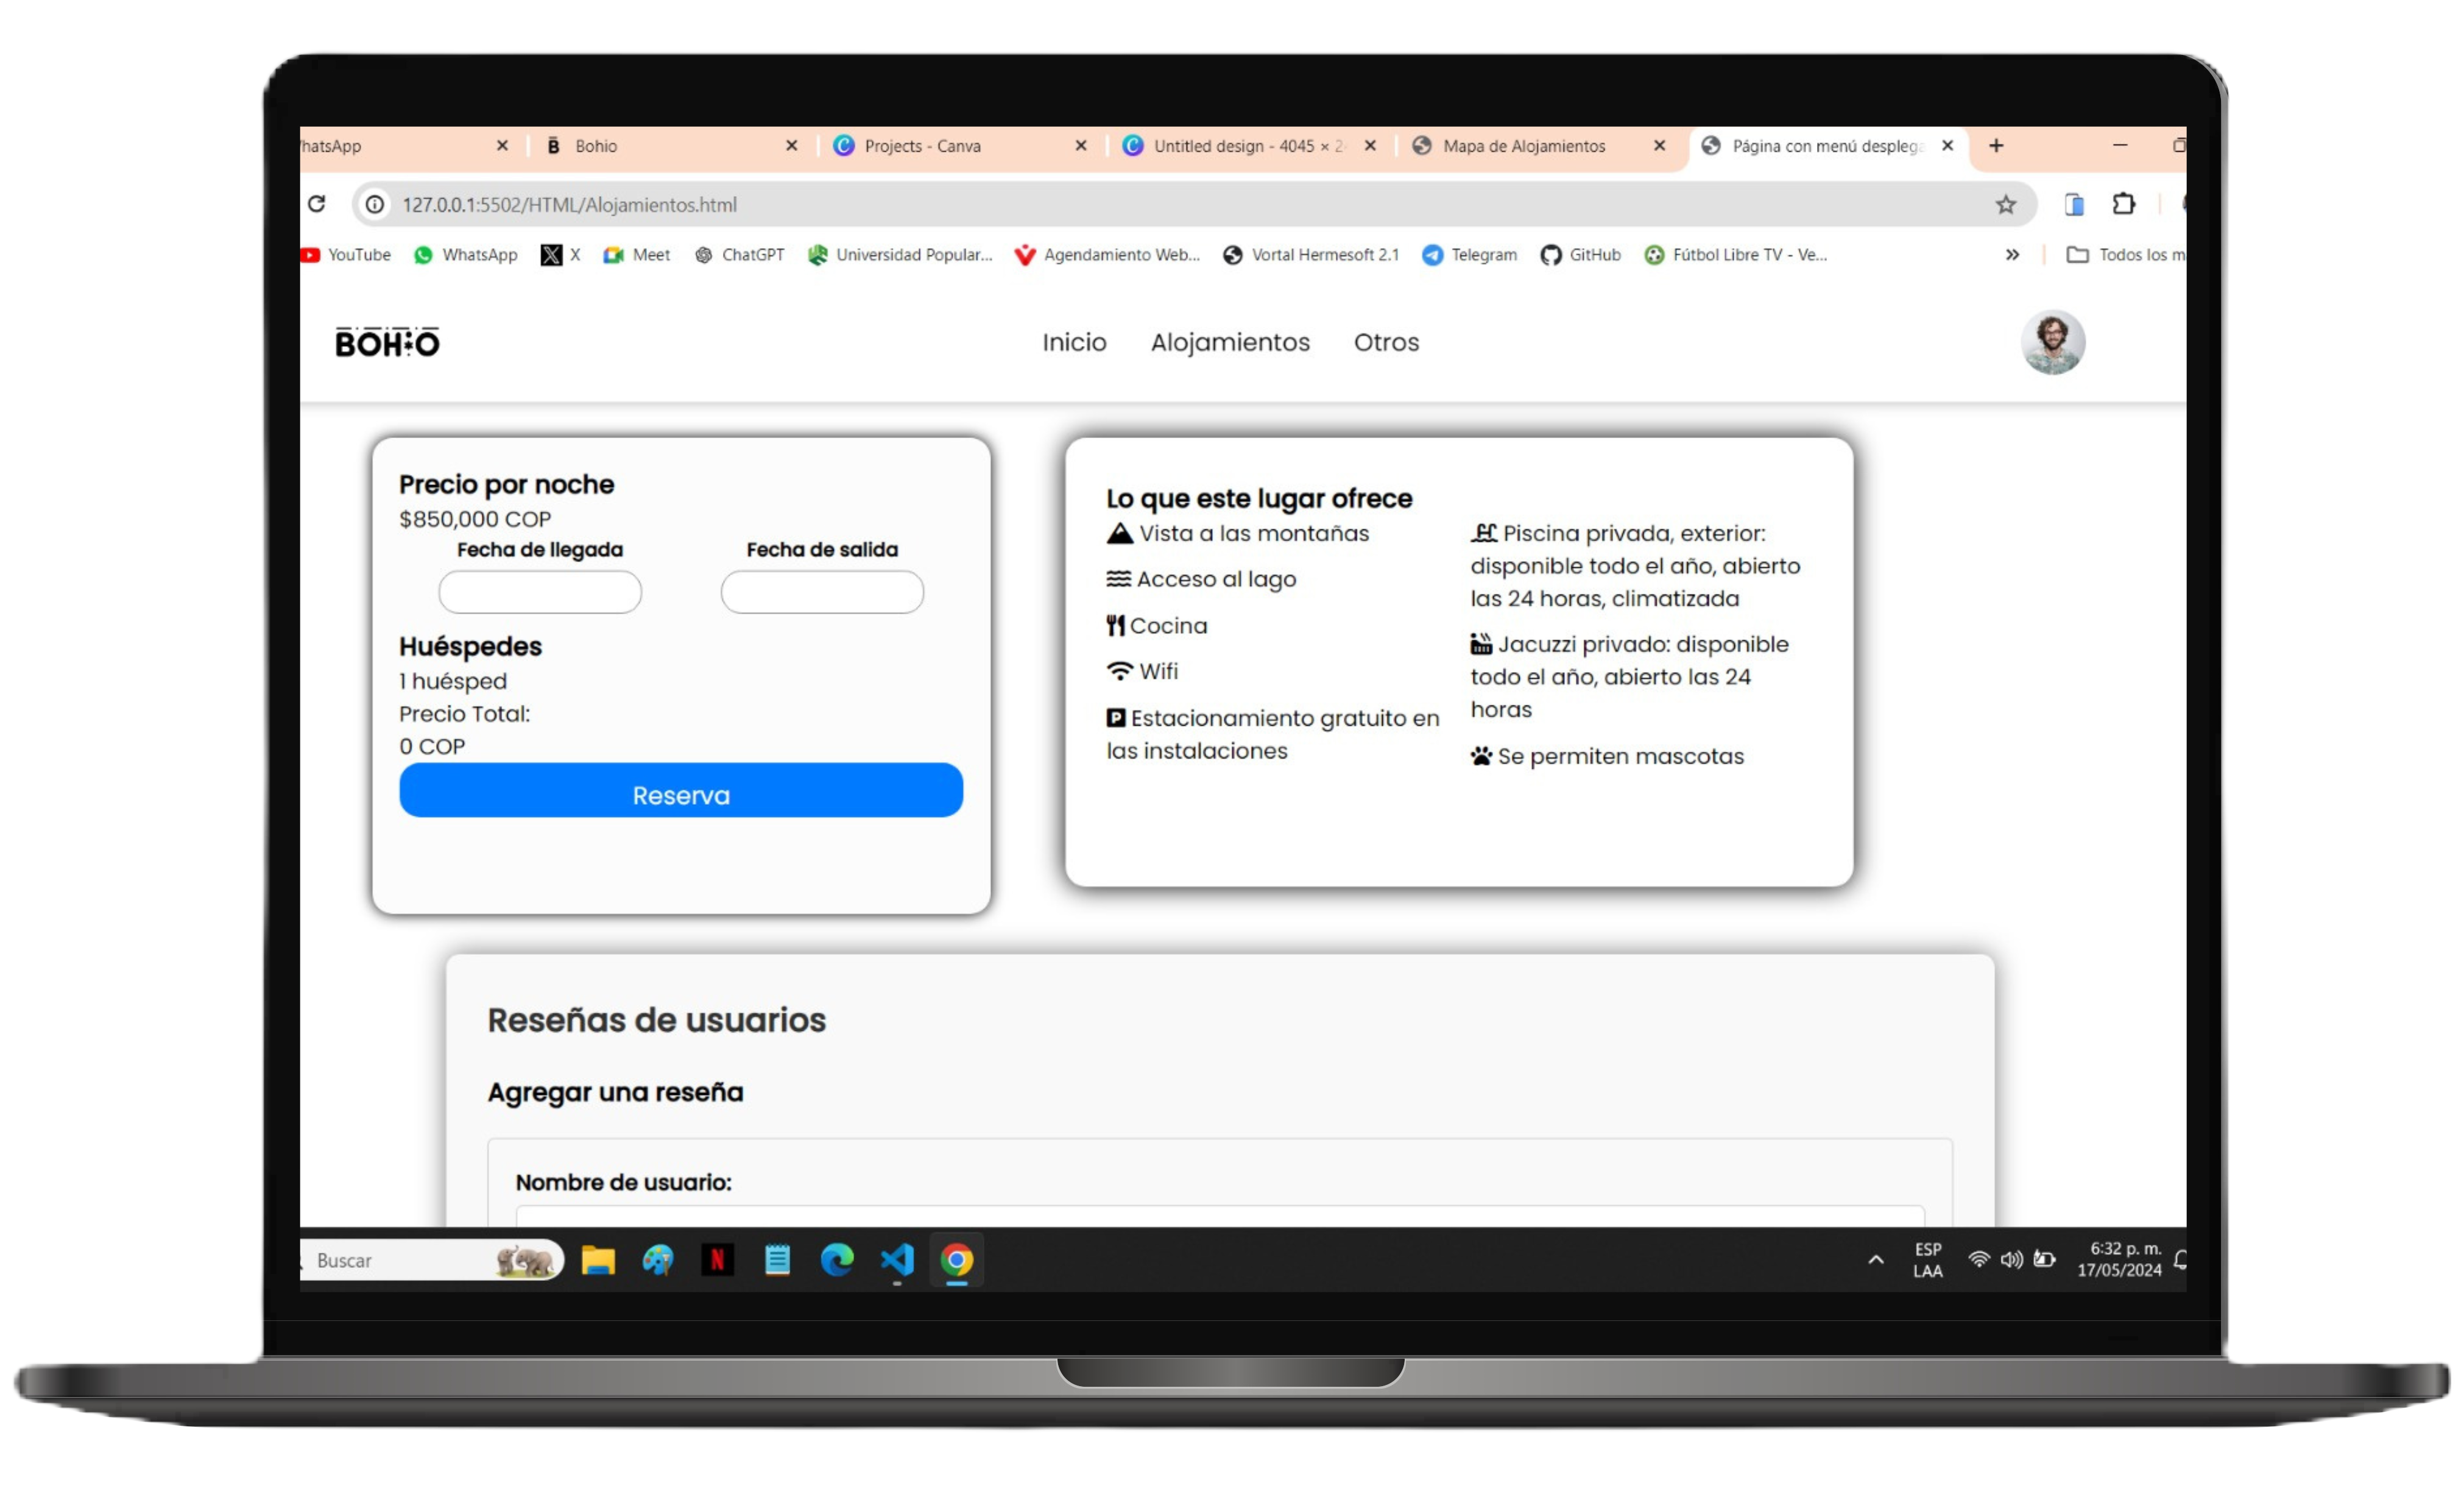 hatsApp
B Bohio
Projects - Canva
Untitled design - 4045 × 2
Mapa de Alojamientos
Página con menú despleg
127.0.0.1:5502/HTML/Alojamientos.html
YouTube
WhatsApp
X
Meet
ChatGPT
Universidad Popular...
Agendamiento Web...
Vortal Hermesoft 2.1
Telegram
GitHub
Fútbol Libre TV - Ve...
Todos los m
BOHIO
Inicio
Alojamientos
Otros
Precio por noche
$850,000 COP
Fecha de llegada
Fecha de salida
Huéspedes
1 huésped
Precio Total:
0 COP
Reserva
Lo que este lugar ofrece
Vista a las montañas
Acceso al lago
Cocina
Wifi
P Estacionamiento gratuito en
las instalaciones
Piscina privada, exterior:
disponible todo el año, abierto
las 24 horas, climatizada
Jacuzzi privado: disponible
todo el año, abierto las 24
horas
Se permiten mascotas
Reseñas de usuarios
Agregar una reseña
Nombre de usuario:
Buscar
N
ESP
LAA
6:32 p. m.
17/05/2024